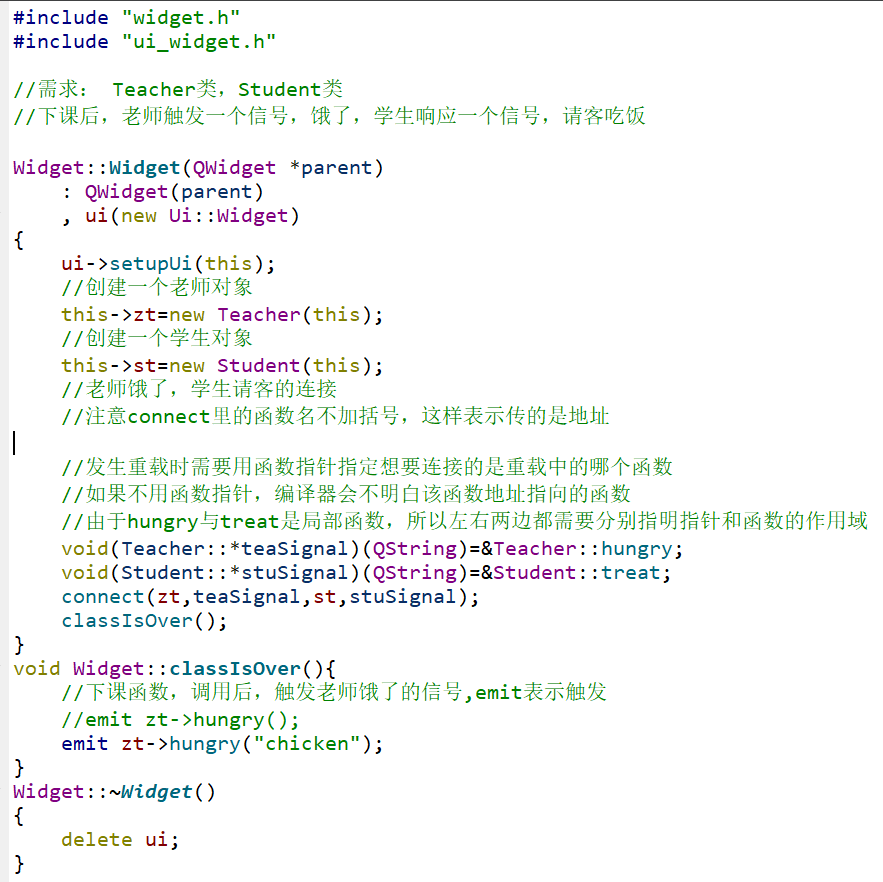 #include "widget.h"
#include "ui_widget.h"
//需求： Teacher类，Student类
//下课后，老师触发一个信号，饿了，学生响应一个信号，请客吃饭
Widget::Widget(QWidget *parent)
    : QWidget(parent)
    , ui(new Ui::Widget)
{
    ui->setupUi(this);
    //创建一个老师对象
    this->zt=new Teacher(this);
    //创建一个学生对象
    this->st=new Student(this);
    //老师饿了，学生请客的连接
    //注意connect里的函数名不加括号，这样表示传的是地址
    //发生重载时需要用函数指针指定想要连接的是重载中的哪个函数
    //如果不用函数指针，编译器会不明白该函数地址指向的函数
    //由于hungry与treat是局部函数，所以左右两边都需要分别指明指针和函数的作用域
    void(Teacher::*teaSignal)(QString)=&Teacher::hungry;
    void(Student::*stuSignal)(QString)=&Student::treat;
    connect(zt,teaSignal,st,stuSignal);
    classIsOver();
}
void Widget::classIsOver(){
    //下课函数，调用后，触发老师饿了的信号,emit表示触发
    //emit zt->hungry();
    emit zt->hungry("chicken");
}
Widget::~Widget()
{
    delete ui;
}